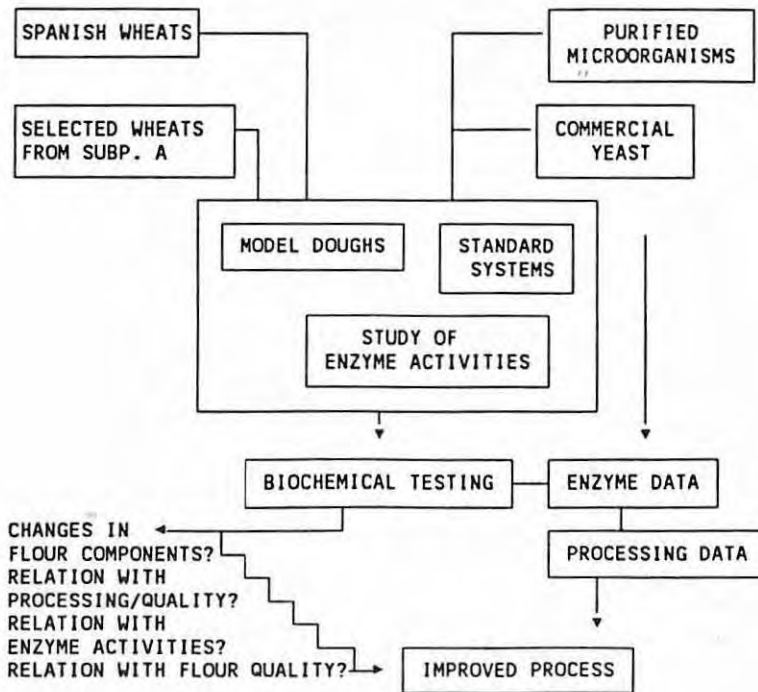 SPANISH WHEATS
PURIFIED
MICROORGANISMS
SELECTED WHEATS
FROM SUBP. A
COMMERCIAL
YEAST
MODEL DOUGHS
STANDARD
SYSTEMS
STUDY OF
ENZYME ACTIVITIES
BIOCHEMICAL TESTING
ENZYME DATA
PROCESSING DATA
CHANGES IN
FLOUR COMPONENTS?
RELATION WITH
PROCESSING/QUALITY?
RELATION WITH
ENZYME ACTIVITIES?
RELATION WITH FLOUR QUALITY?
IMPROVED PROCESS